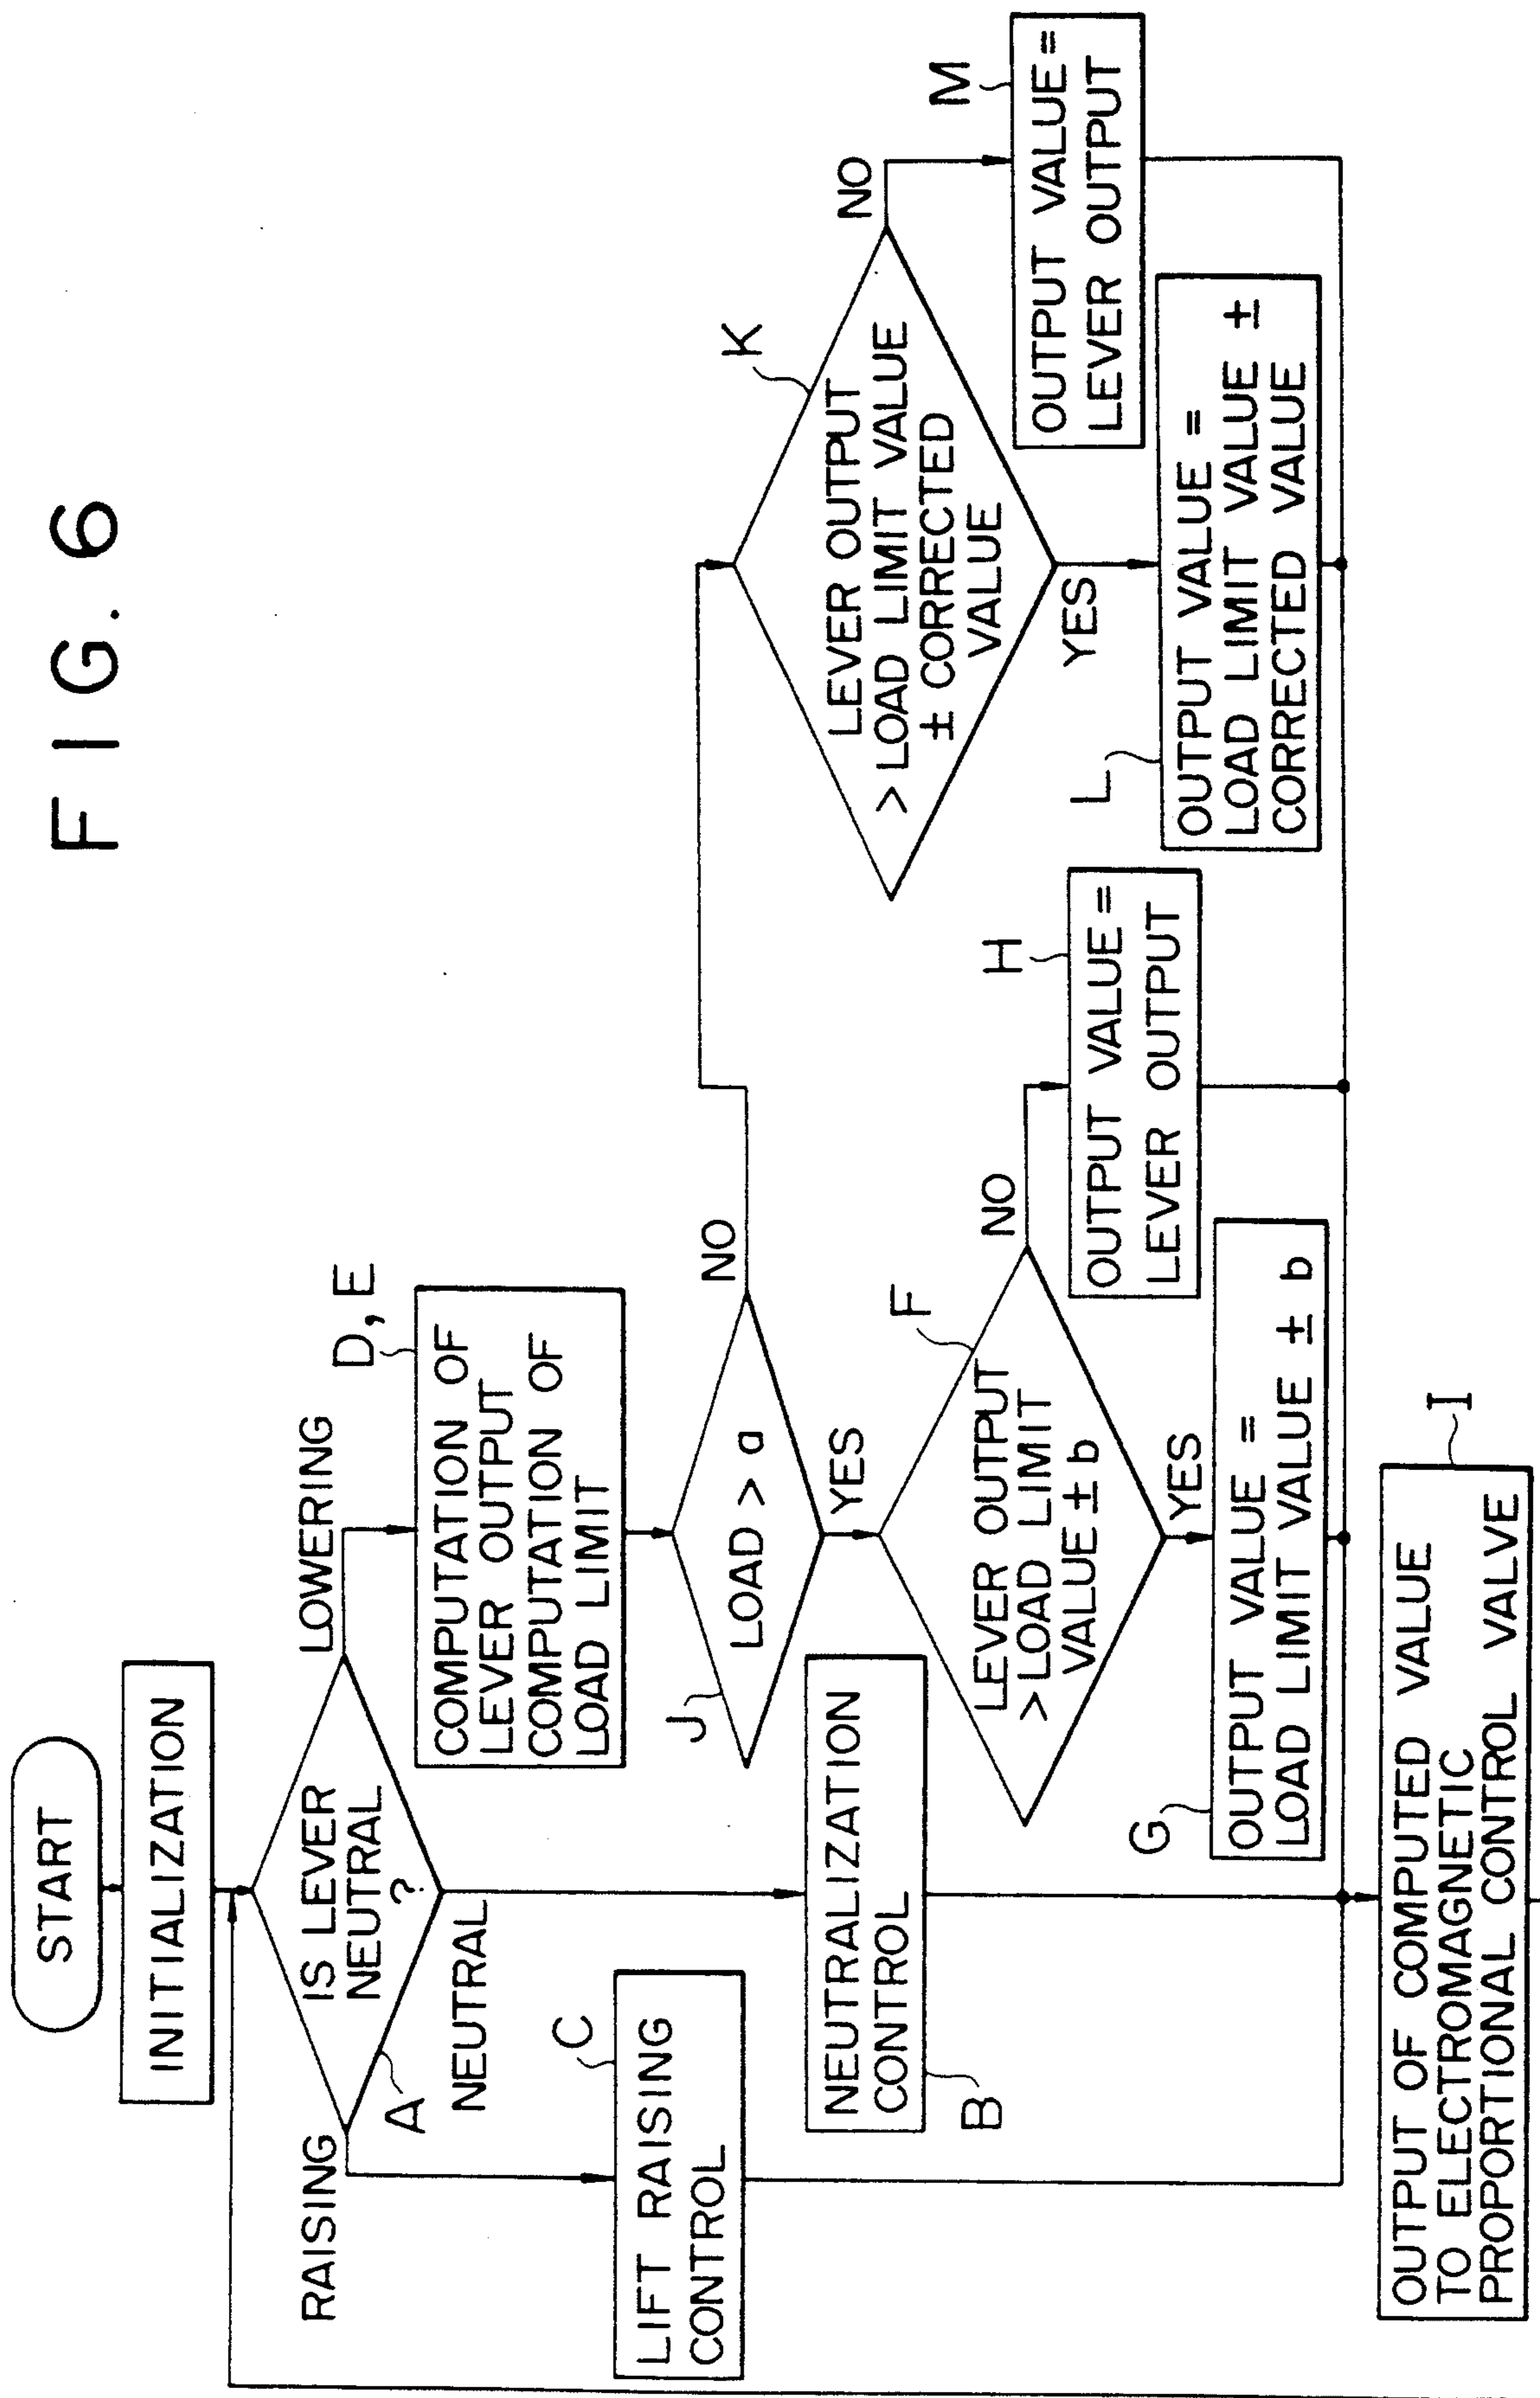 FIG. 6
START
INITIALIZATION
IS LEVER
NEUTRAL
?
A
RAISING
NEUTRAL
LOWERING
C
LIFT RAISING
CONTROL
NEUTRALIZATION
CONTROL
B
D, E
COMPUTATION OF
LEVER OUTPUT
COMPUTATION OF
LOAD LIMIT
J
LOAD > a
NO
YES
F
LEVER OUTPUT
> LOAD LIMIT
VALUE ± b
NO
YES
G
OUTPUT VALUE =
LOAD LIMIT VALUE ± b
H
OUTPUT VALUE =
LEVER OUTPUT
K
LEVER OUTPUT
> LOAD LIMIT VALUE
± CORRECTED
VALUE
NO
YES
L
OUTPUT VALUE =
LOAD LIMIT VALUE ±
CORRECTED VALUE
M
OUTPUT VALUE =
LEVER OUTPUT
I
OUTPUT OF COMPUTED VALUE
TO ELECTROMAGNETIC
PROPORTIONAL CONTROL VALVE